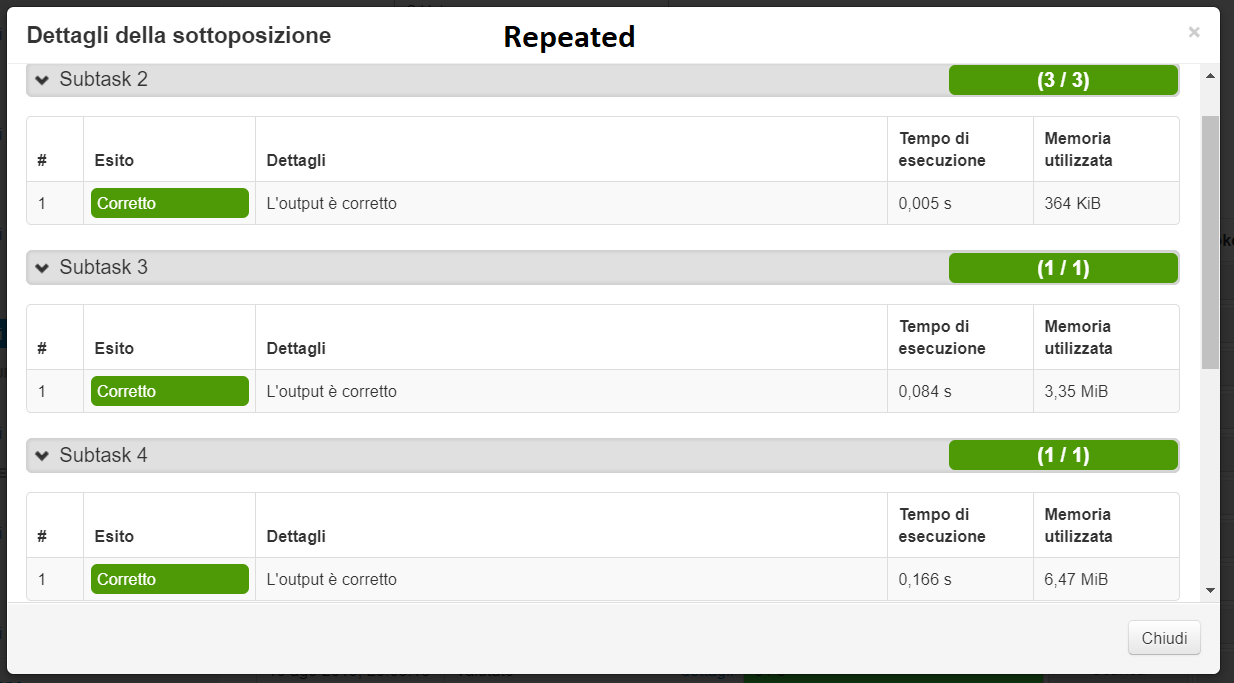 Dettagli della sottoposizione
Repeated
×
Subtask 2
(3 / 3)
# Esito Dettagli Tempo di esecuzione Memoria utilizzata
1 Corretto L'output è corretto 0,005 s 364 KiB
Subtask 3
(1 / 1)
# Esito Dettagli Tempo di esecuzione Memoria utilizzata
1 Corretto L'output è corretto 0,084 s 3,35 MiB
Subtask 4
(1 / 1)
# Esito Dettagli Tempo di esecuzione Memoria utilizzata
1 Corretto L'output è corretto 0,166 s 6,47 MiB
Chiudi